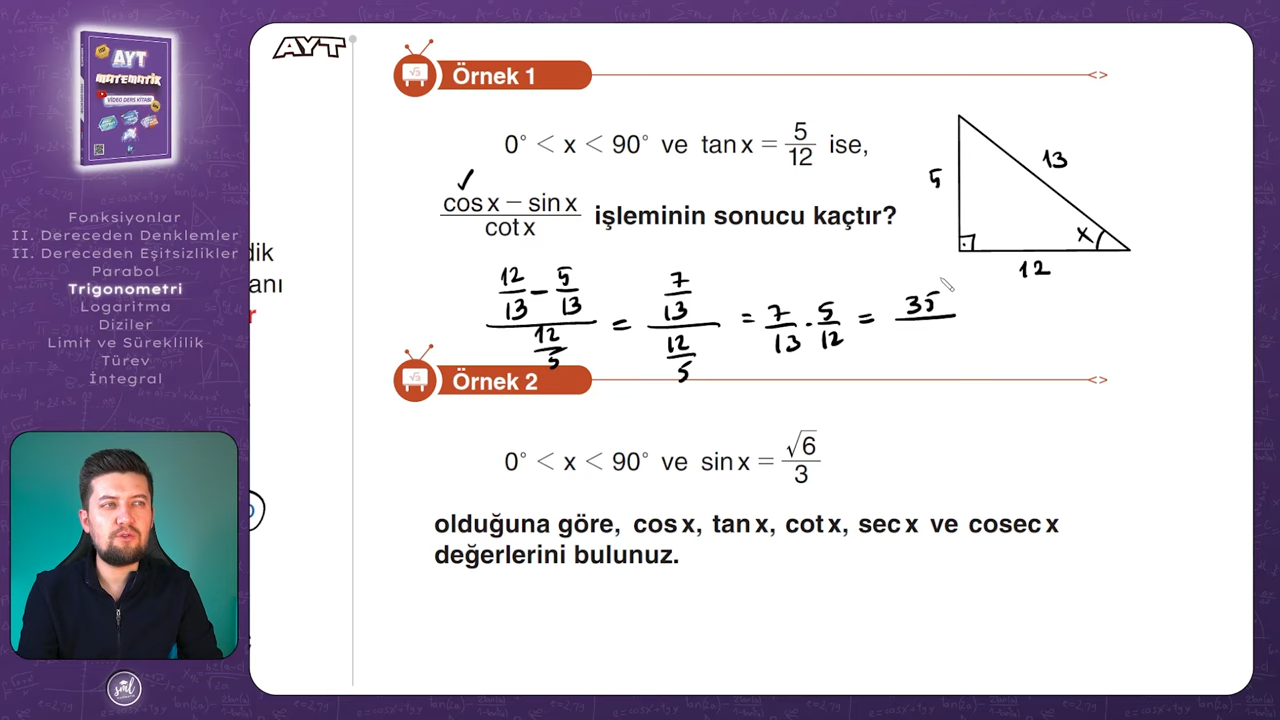 AYT
MATEMATİK
VİDEO DERS KİTABI
Fonksiyonlar
II. Dereceden Denklemler
II. Dereceden Eşitsizlikler
Parabol
Trigonometri
Logaritma
Diziler
Limit ve Süreklilik
Türev
İntegral
sml
dik
anı
r
AYT
Örnek 1
<>
0° < x < 90° ve tan x = 5/12 ise,
✓
(cos x − sin x)/cot x işleminin sonucu kaçtır?
5
13
x
12
(12/13 − 5/13)/(12/5) = (7/13)/(12/5) = 7/13 · 5/12 = 35/
Örnek 2
<>
0° < x < 90° ve sin x = √6/3
olduğuna göre, cos x, tan x, cot x, sec x ve cosec x
değerlerini bulunuz.